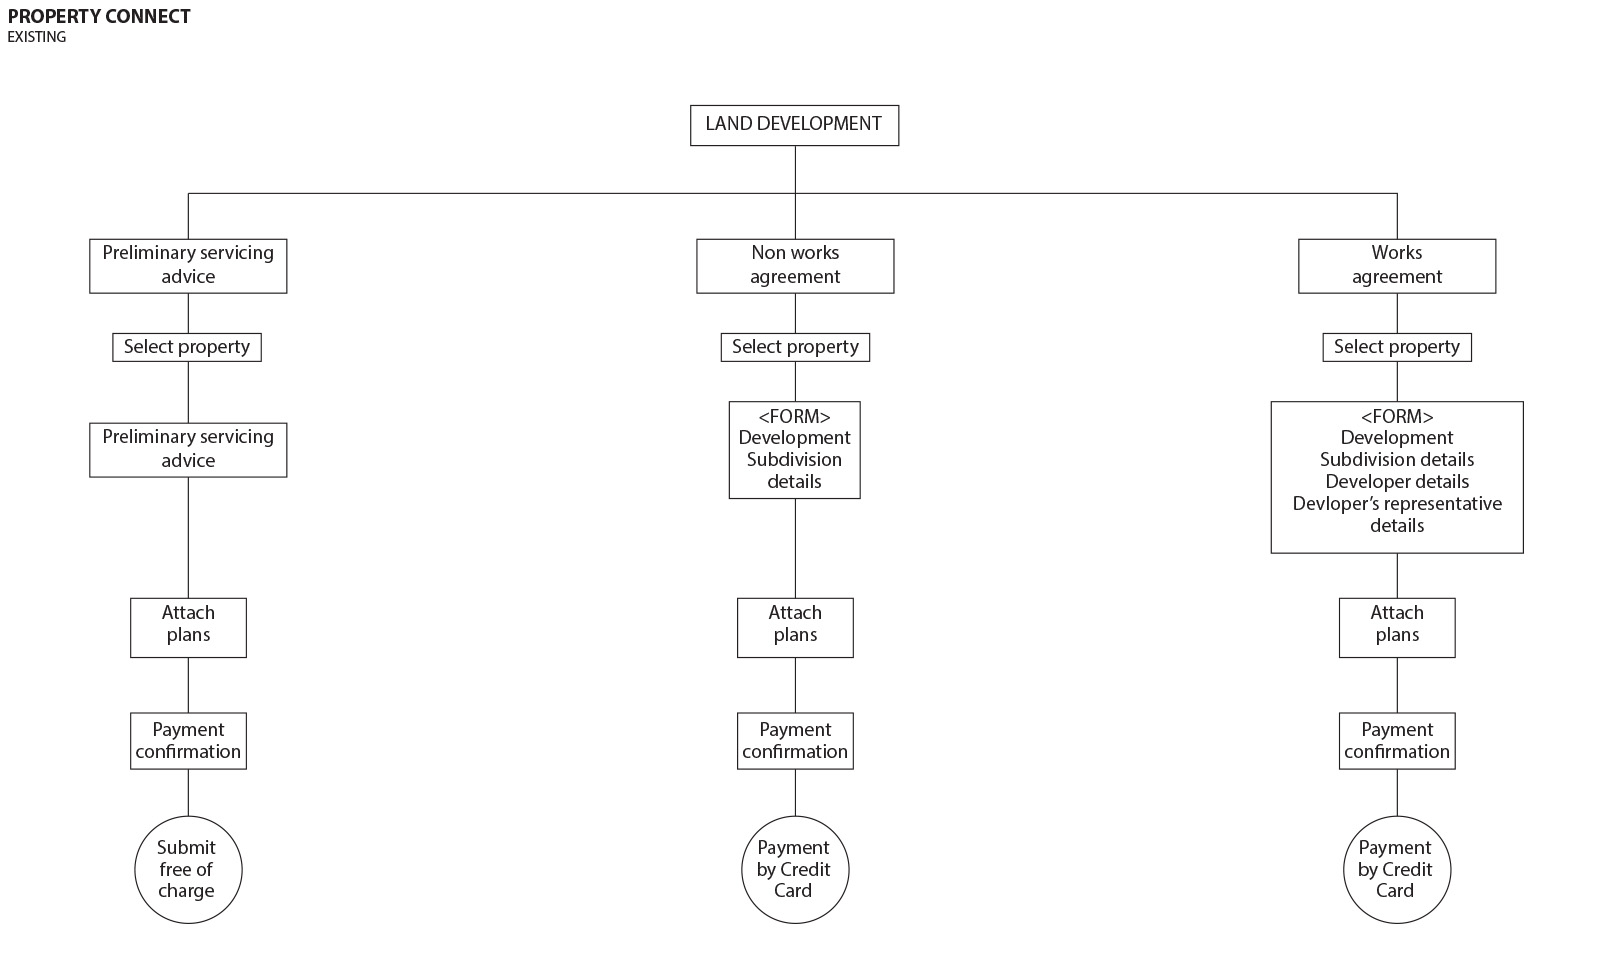 PROPERTY CONNECT
EXISTING
LAND DEVELOPMENT
Preliminary servicing
advice
Non works
agreement
Works
agreement
Select property
Select property
Select property
Preliminary servicing
advice
<FORM>
Development
Subdivision
details
<FORM>
Development
Subdivision details
Developer details
Devloper’s representative
details
Attach
plans
Attach
plans
Attach
plans
Payment
confirmation
Payment
confirmation
Payment
confirmation
Submit
free of
charge
Payment
by Credit
Card
Payment
by Credit
Card